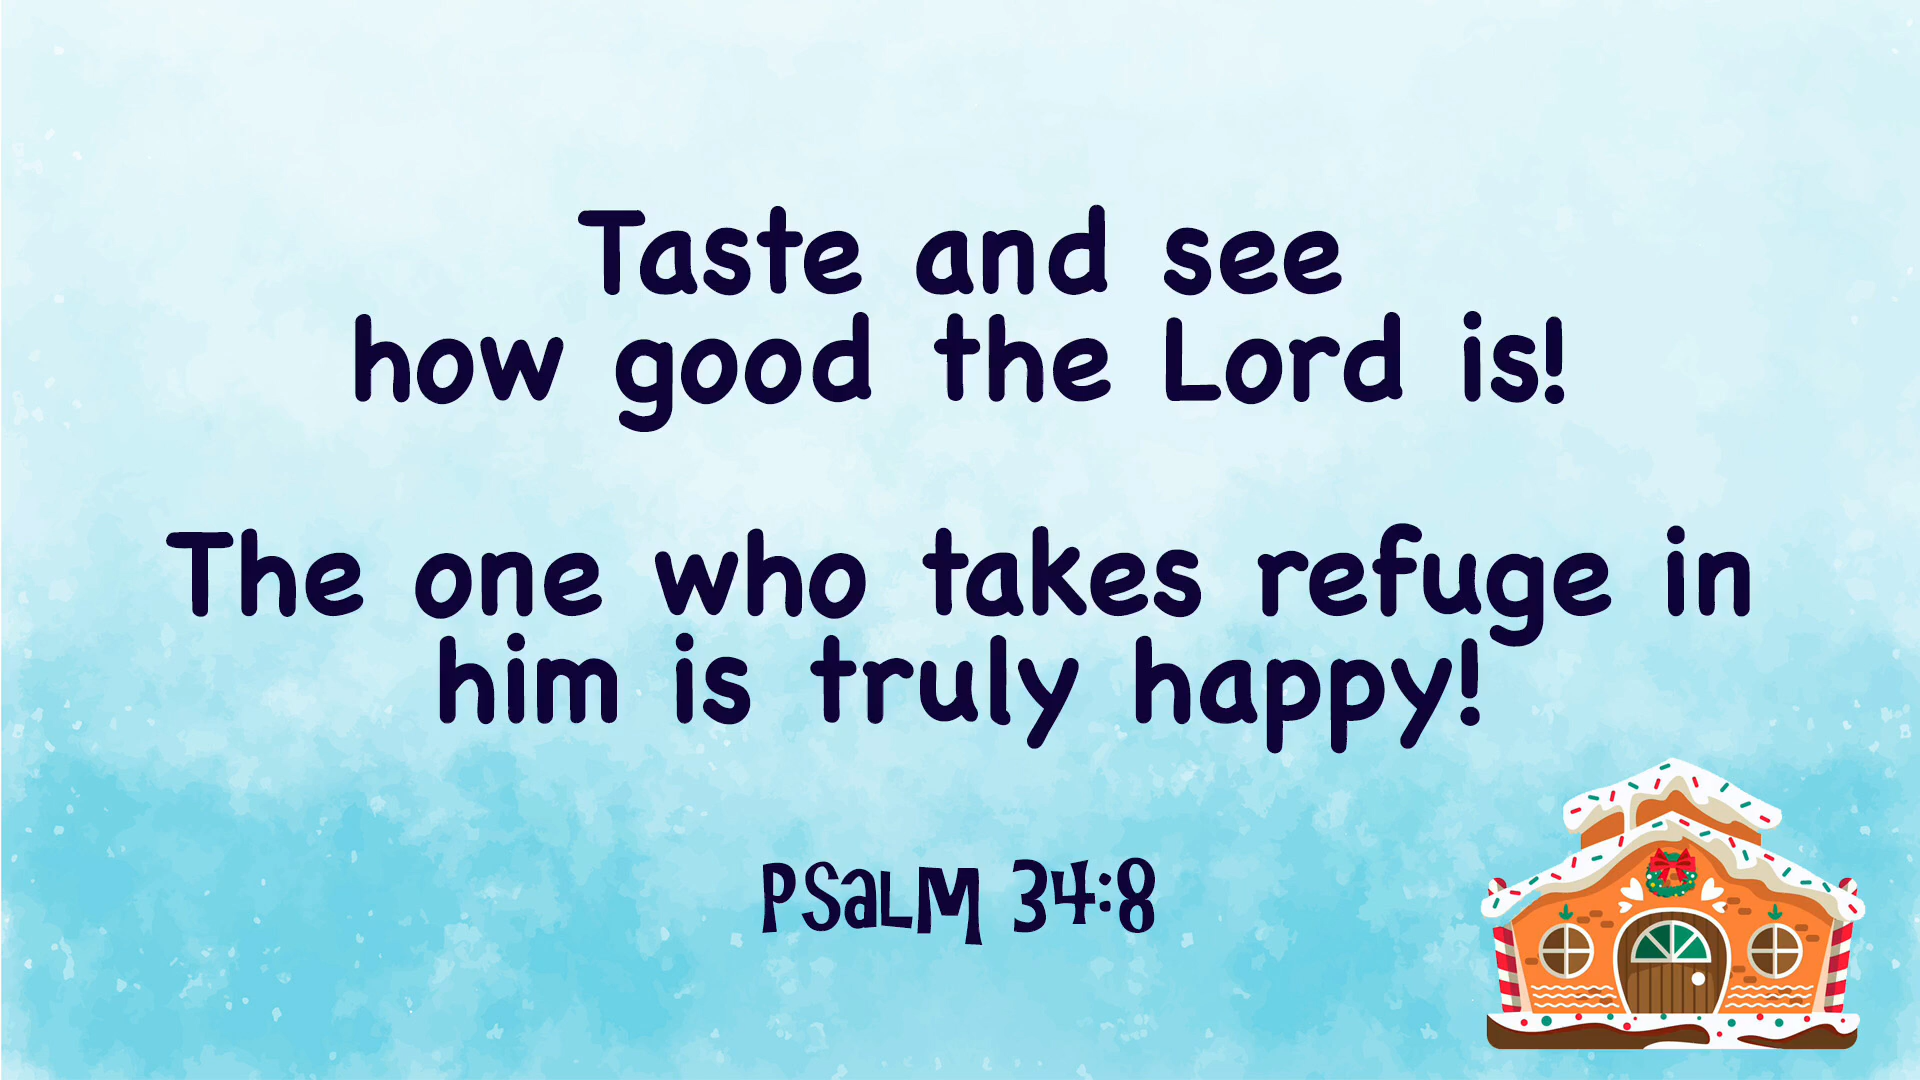 Taste and see
how good the Lord is!
The one who takes refuge in
him is truly happy!
PSaLM 34:8